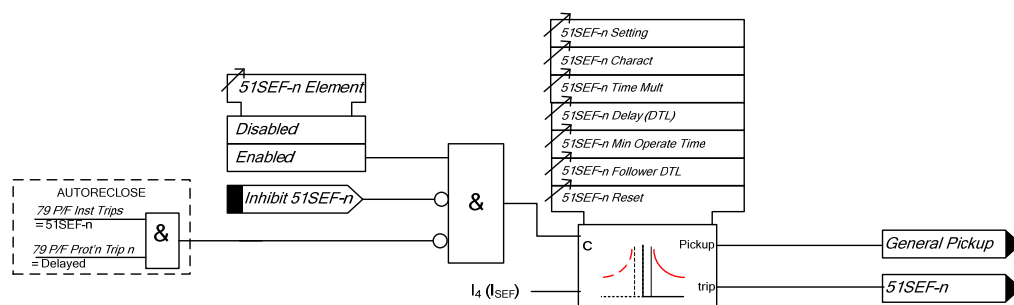 51SEF-n Setting
51SEF-n Charact
51SEF-n Time Mult
51SEF-n Delay (DTL)
51SEF-n Min Operate Time
51SEF-n Follower DTL
51SEF-n Reset
51SEF-n Element
Disabled
Enabled
Inhibit 51SEF-n
AUTORECLOSE
79 P/F Inst Trips
= 51SEF-n
79 P/F Prot'n Trip n
= Delayed
&
&
C
Pickup
trip
I4 (ISEF)
General Pickup
51SEF-n